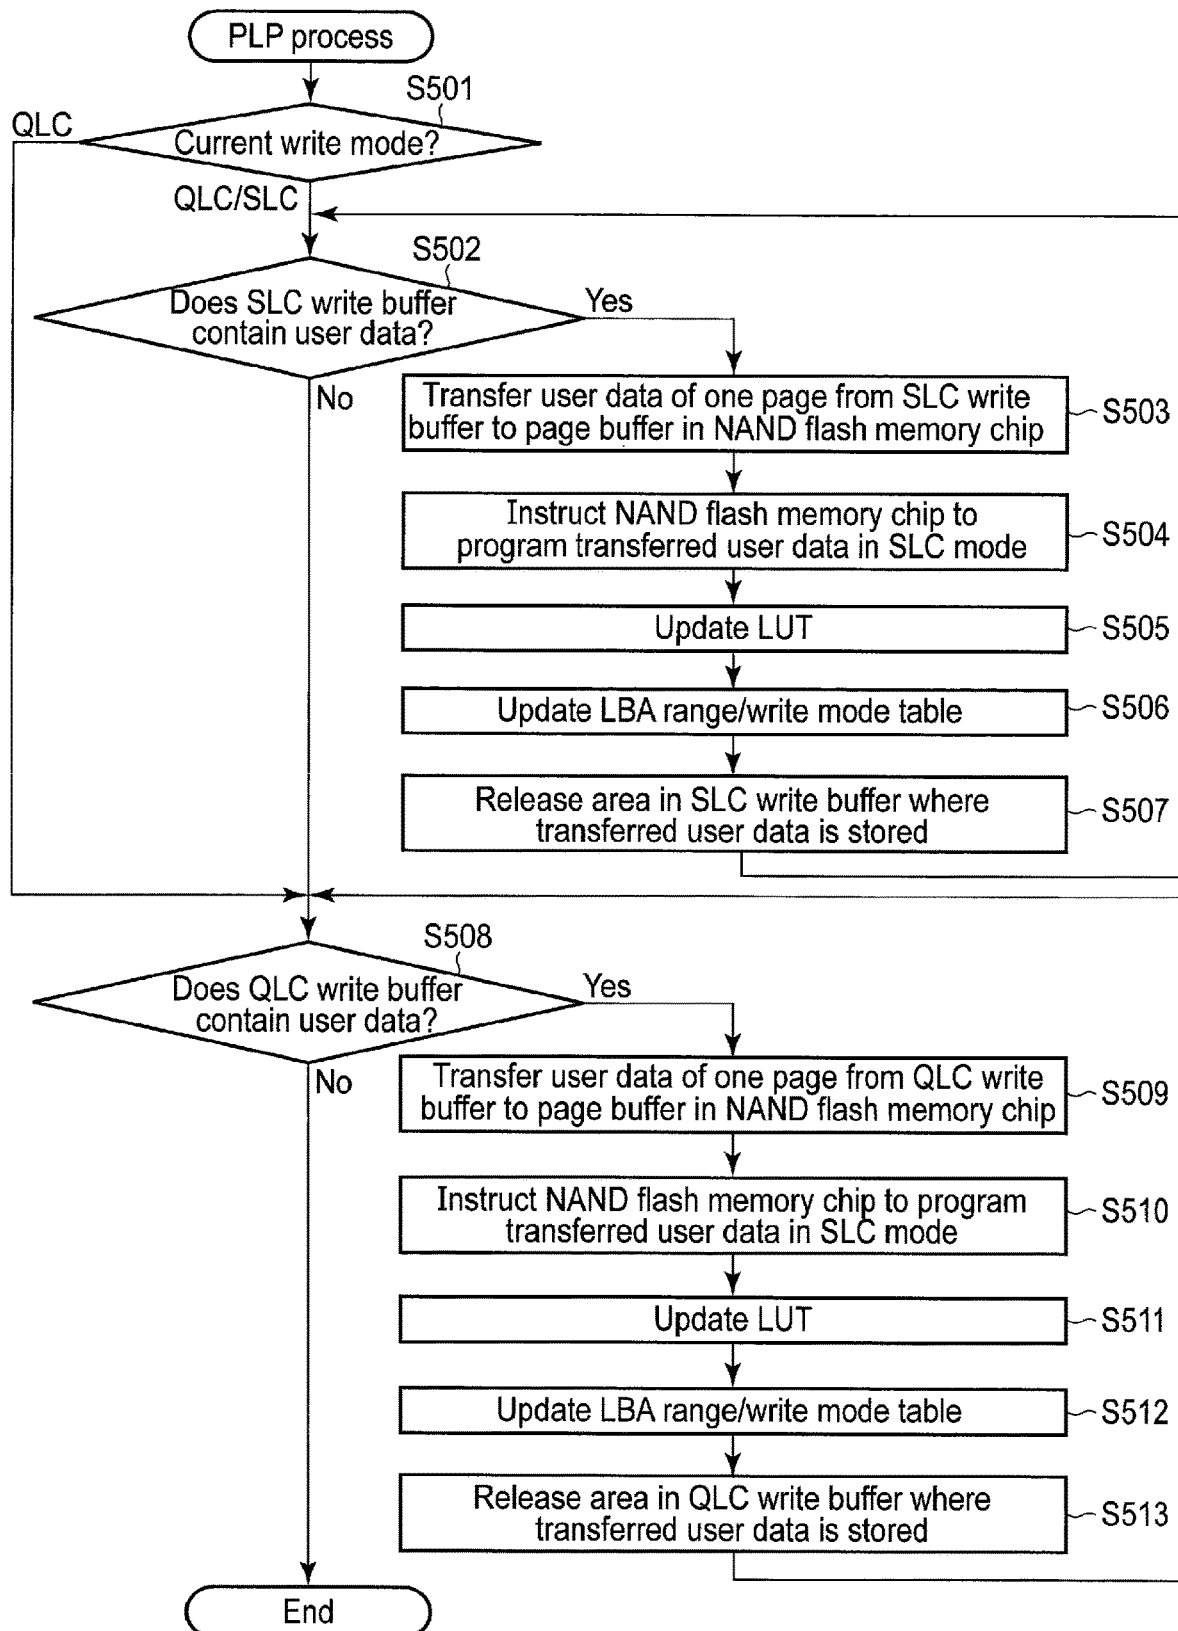 PLP process
S501
QLC
Current write mode?
QLC/SLC
S502
Does SLC write buffer
contain user data?
Yes
No
Transfer user data of one page from SLC write
buffer to page buffer in NAND flash memory chip
S503
Instruct NAND flash memory chip to
program transferred user data in SLC mode
S504
Update LUT
S505
Update LBA range/write mode table
S506
Release area in SLC write buffer where
transferred user data is stored
S507
S508
Does QLC write buffer
contain user data?
Yes
No
Transfer user data of one page from QLC write
buffer to page buffer in NAND flash memory chip
S509
Instruct NAND flash memory chip to program
transferred user data in SLC mode
S510
Update LUT
S511
Update LBA range/write mode table
S512
Release area in QLC write buffer where
transferred user data is stored
S513
End